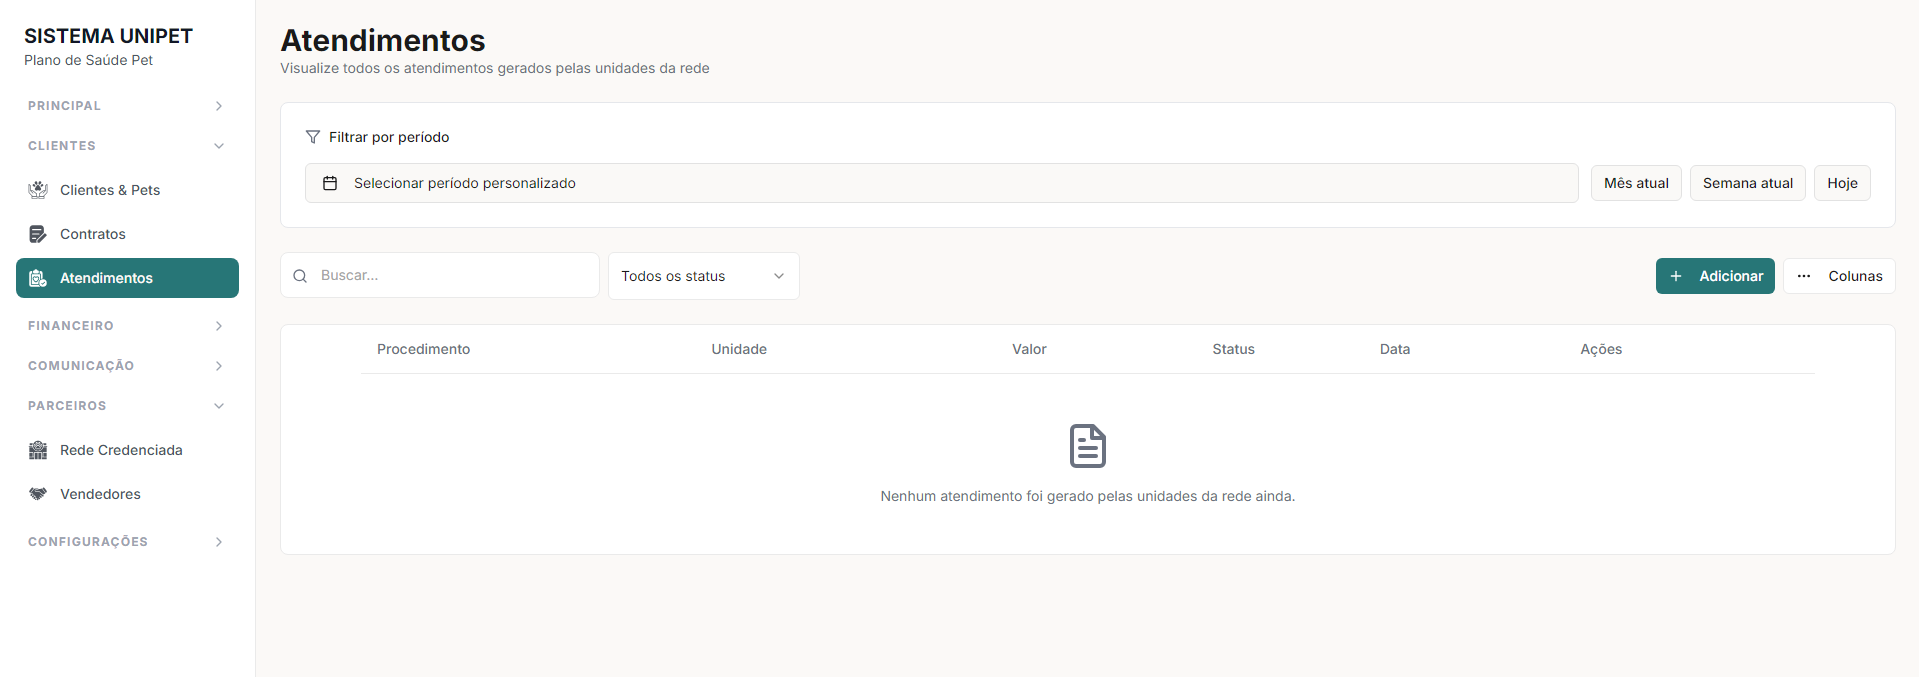 SISTEMA UNIPET
Plano de Saúde Pet
PRINCIPAL
CLIENTES
Clientes & Pets
Contratos
Atendimentos
FINANCEIRO
COMUNICAÇÃO
PARCEIROS
Rede Credenciada
Vendedores
CONFIGURAÇÕES
Atendimentos
Visualize todos os atendimentos gerados pelas unidades da rede
Filtrar por período
Selecionar período personalizado
Mês atual
Semana atual
Hoje
Buscar...
Todos os status
+ Adicionar
Colunas
Procedimento Unidade Valor Status Data Ações
Nenhum atendimento foi gerado pelas unidades da rede ainda.